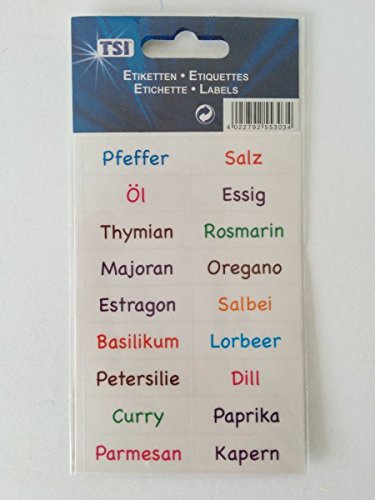 TSI
ETIKETTEN • ETIQUETTES
ETICHETTE • LABELS
4 022792 553034
Pfeffer Salz
Öl Essig
Thymian Rosmarin
Majoran Oregano
Estragon Salbei
Basilikum Lorbeer
Petersilie Dill
Curry Paprika
Parmesan Kapern